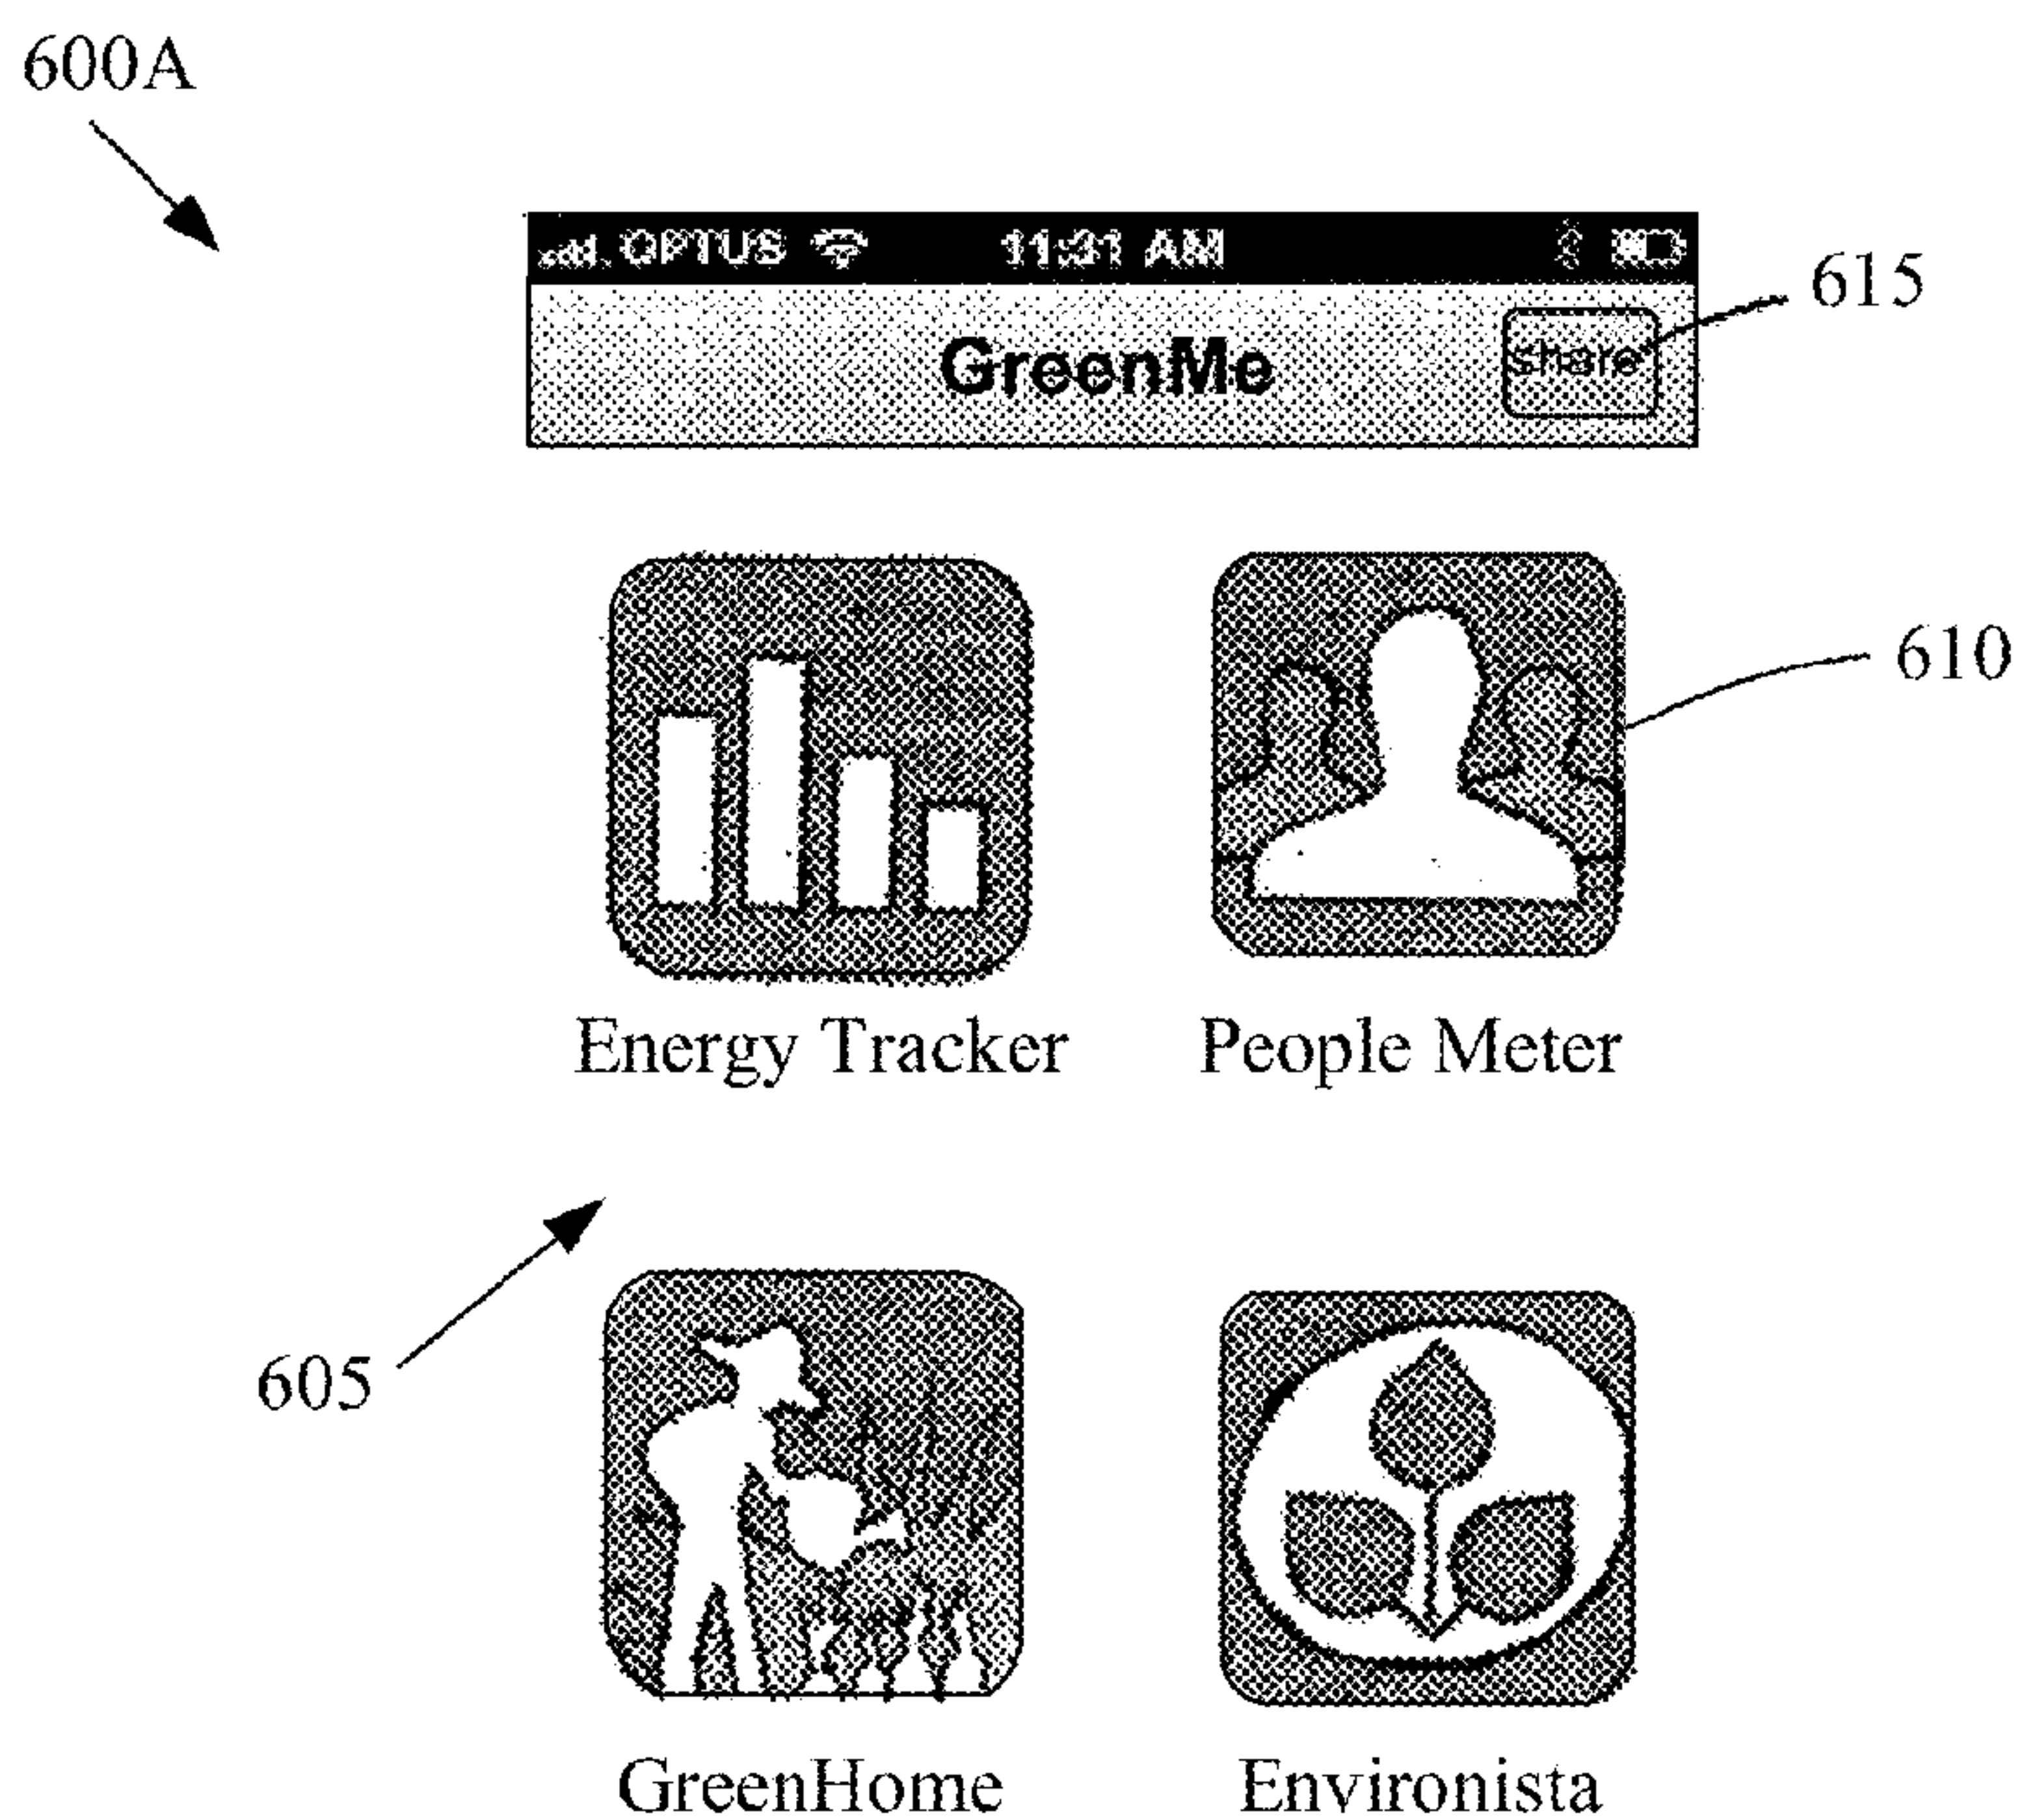 600A
OPTUS 11:31 AM
615
GreenMe share
610
Energy Tracker People Meter
605
GreenHome Environista